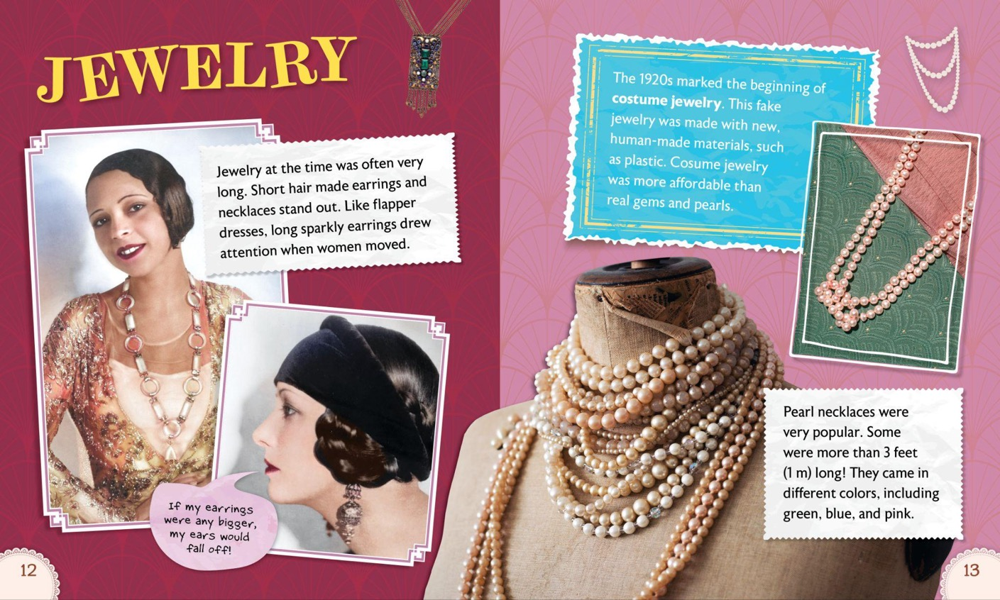 JEWELRY
Jewelry at the time was often very
long. Short hair made earrings and
necklaces stand out. Like flapper
dresses, long sparkly earrings drew
attention when women moved.
If my earrings
were any bigger,
my ears would
fall off!
12
The 1920s marked the beginning of
costume jewelry. This fake
jewelry was made with new,
human-made materials, such
as plastic. Cosume jewelry
was more affordable than
real gems and pearls.
Pearl necklaces were
very popular. Some
were more than 3 feet
(1 m) long! They came in
different colors, including
green, blue, and pink.
13